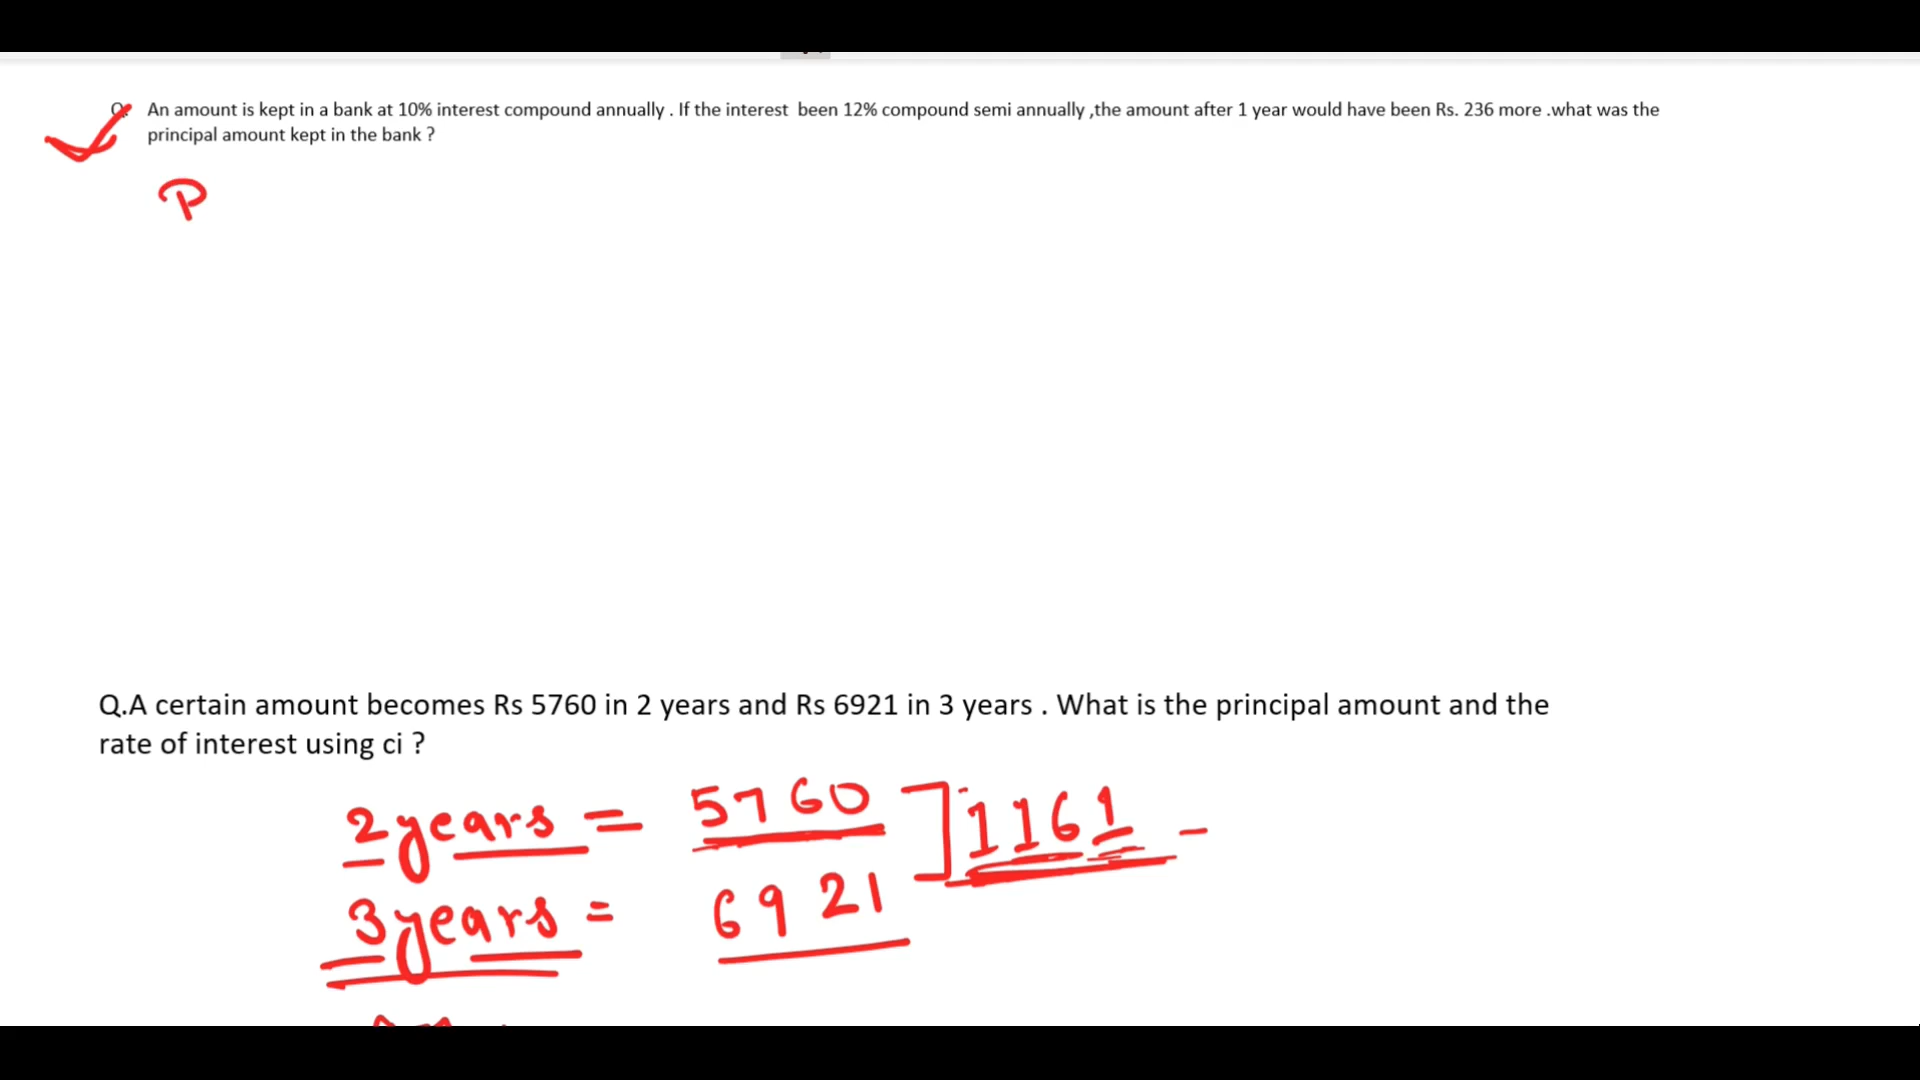 Q. An amount is kept in a bank at 10% interest compound annually . If the interest been 12% compound semi annually ,the amount after 1 year would have been Rs. 236 more .what was the
principal amount kept in the bank ?
P
Q.A certain amount becomes Rs 5760 in 2 years and Rs 6921 in 3 years . What is the principal amount and the
rate of interest using ci ?
2 years = 5760 ] 1161 -
3 years = 6921